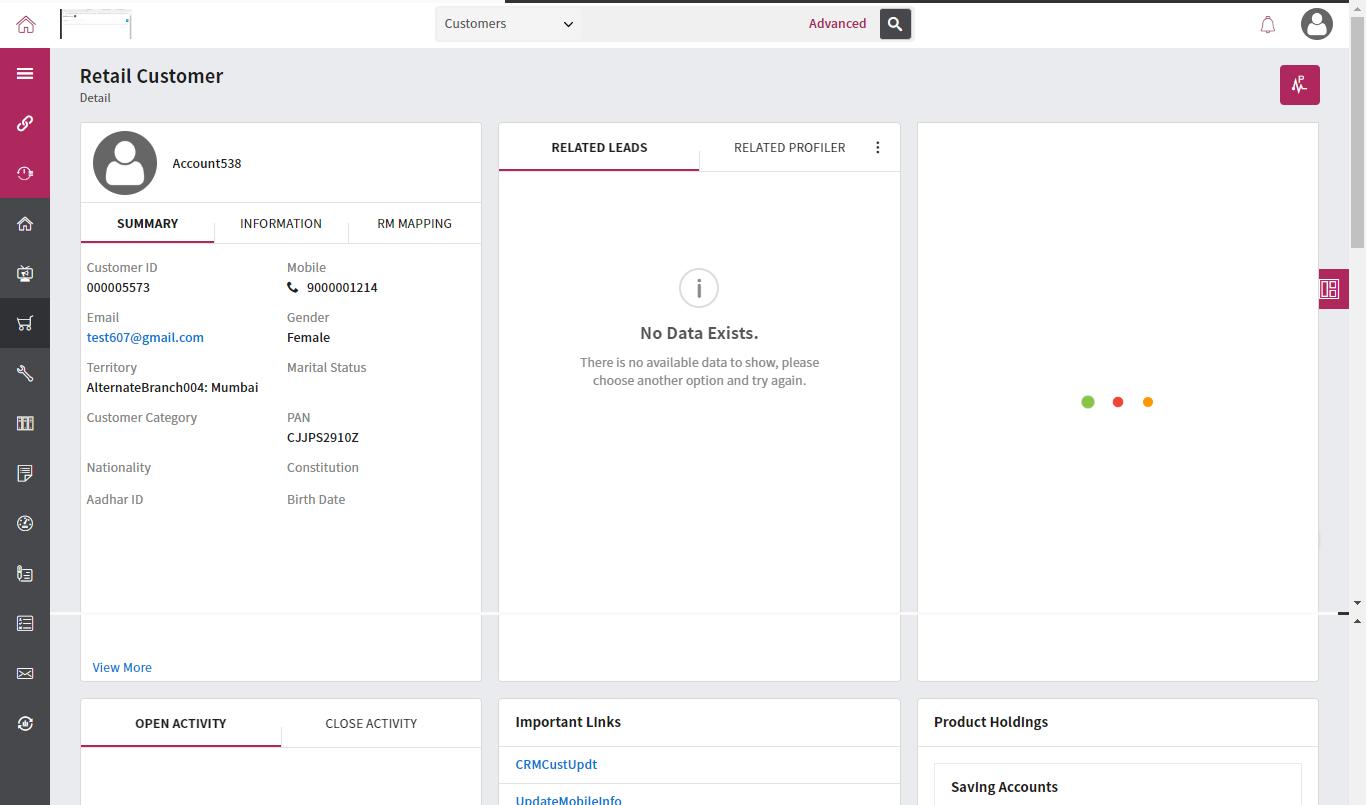 Customers
Advanced
Retail Customer
Detail
Account538
SUMMARY
INFORMATION
RM MAPPING
Customer ID
000005573
Mobile
9000001214
Email
test607@gmail.com
Gender
Female
Territory
AlternateBranch004: Mumbai
Marital Status
Customer Category
PAN
CJJPS2910Z
Nationality
Constitution
Aadhar ID
Birth Date
View More
RELATED LEADS
RELATED PROFILER
No Data Exists.
There is no available data to show, please
choose another option and try again.
OPEN ACTIVITY
CLOSE ACTIVITY
Important Links
CRMCustUpdt
UpdateMobileInfo
Product Holdings
Saving Accounts